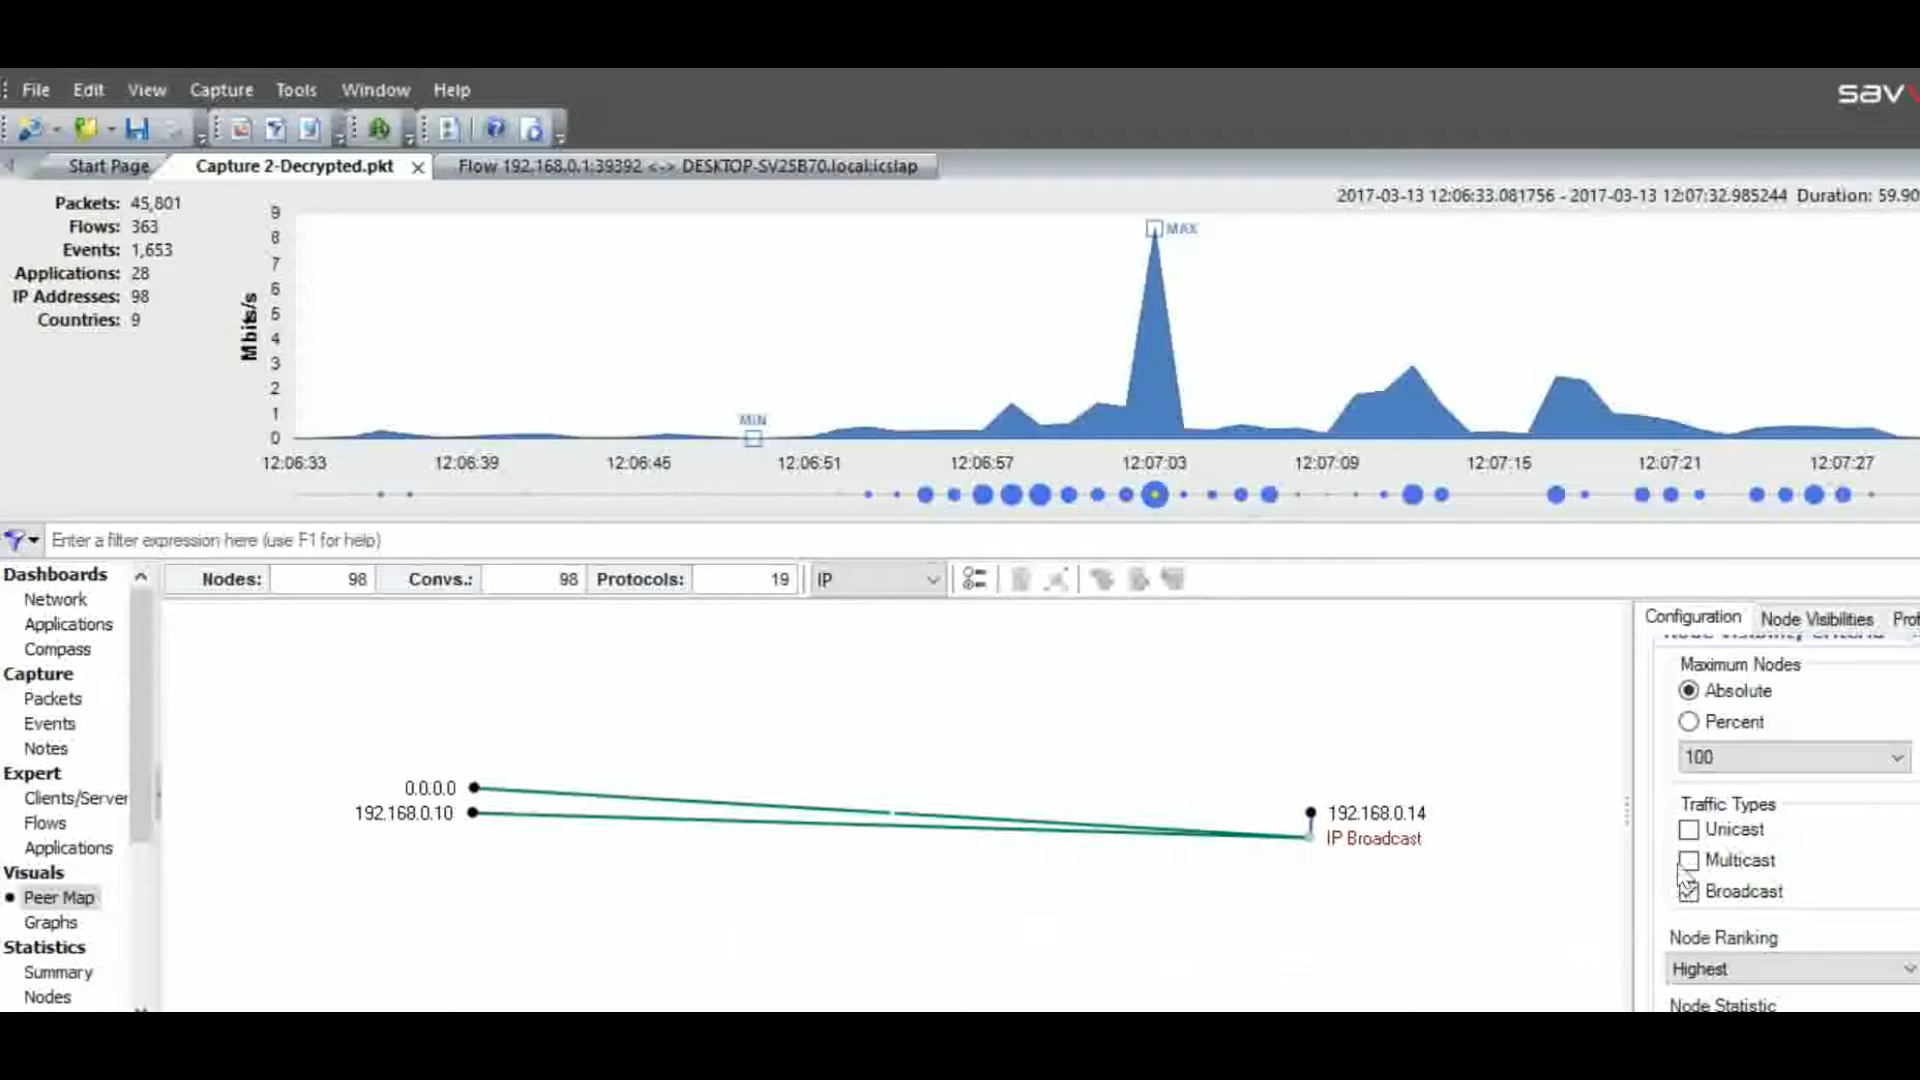 File Edit View Capture Tools Window Help
sav
Start Page Capture 2-Decrypted.pkt Flow 192.168.0.1:39392 <-> DESKTOP-SV25B70.local:icslap
2017-03-13 12:06:33.081756 - 2017-03-13 12:07:32.985244 Duration: 59.90
Packets: 45,801
Flows: 363
Events: 1,653
Applications: 28
IP Addresses: 98
Countries: 9
Mbits/s
9
8
7
6
5
4
3
2
1
0
MAX
MIN
12:06:33 12:06:39 12:06:45 12:06:51 12:06:57 12:07:03 12:07:09 12:07:15 12:07:21 12:07:27
Enter a filter expression here (use F1 for help)
Dashboards
Network
Applications
Compass
Capture
Packets
Events
Notes
Expert
Clients/Server
Flows
Applications
Visuals
Peer Map
Graphs
Statistics
Summary
Nodes
Nodes: 98 Convs.: 98 Protocols: 19 IP
0.0.0.0
192.168.0.10
192.168.0.14
IP Broadcast
Configuration Node Visibilities Prot
Maximum Nodes
Absolute
Percent
100
Traffic Types
Unicast
Multicast
Broadcast
Node Ranking
Highest
Node Statistic